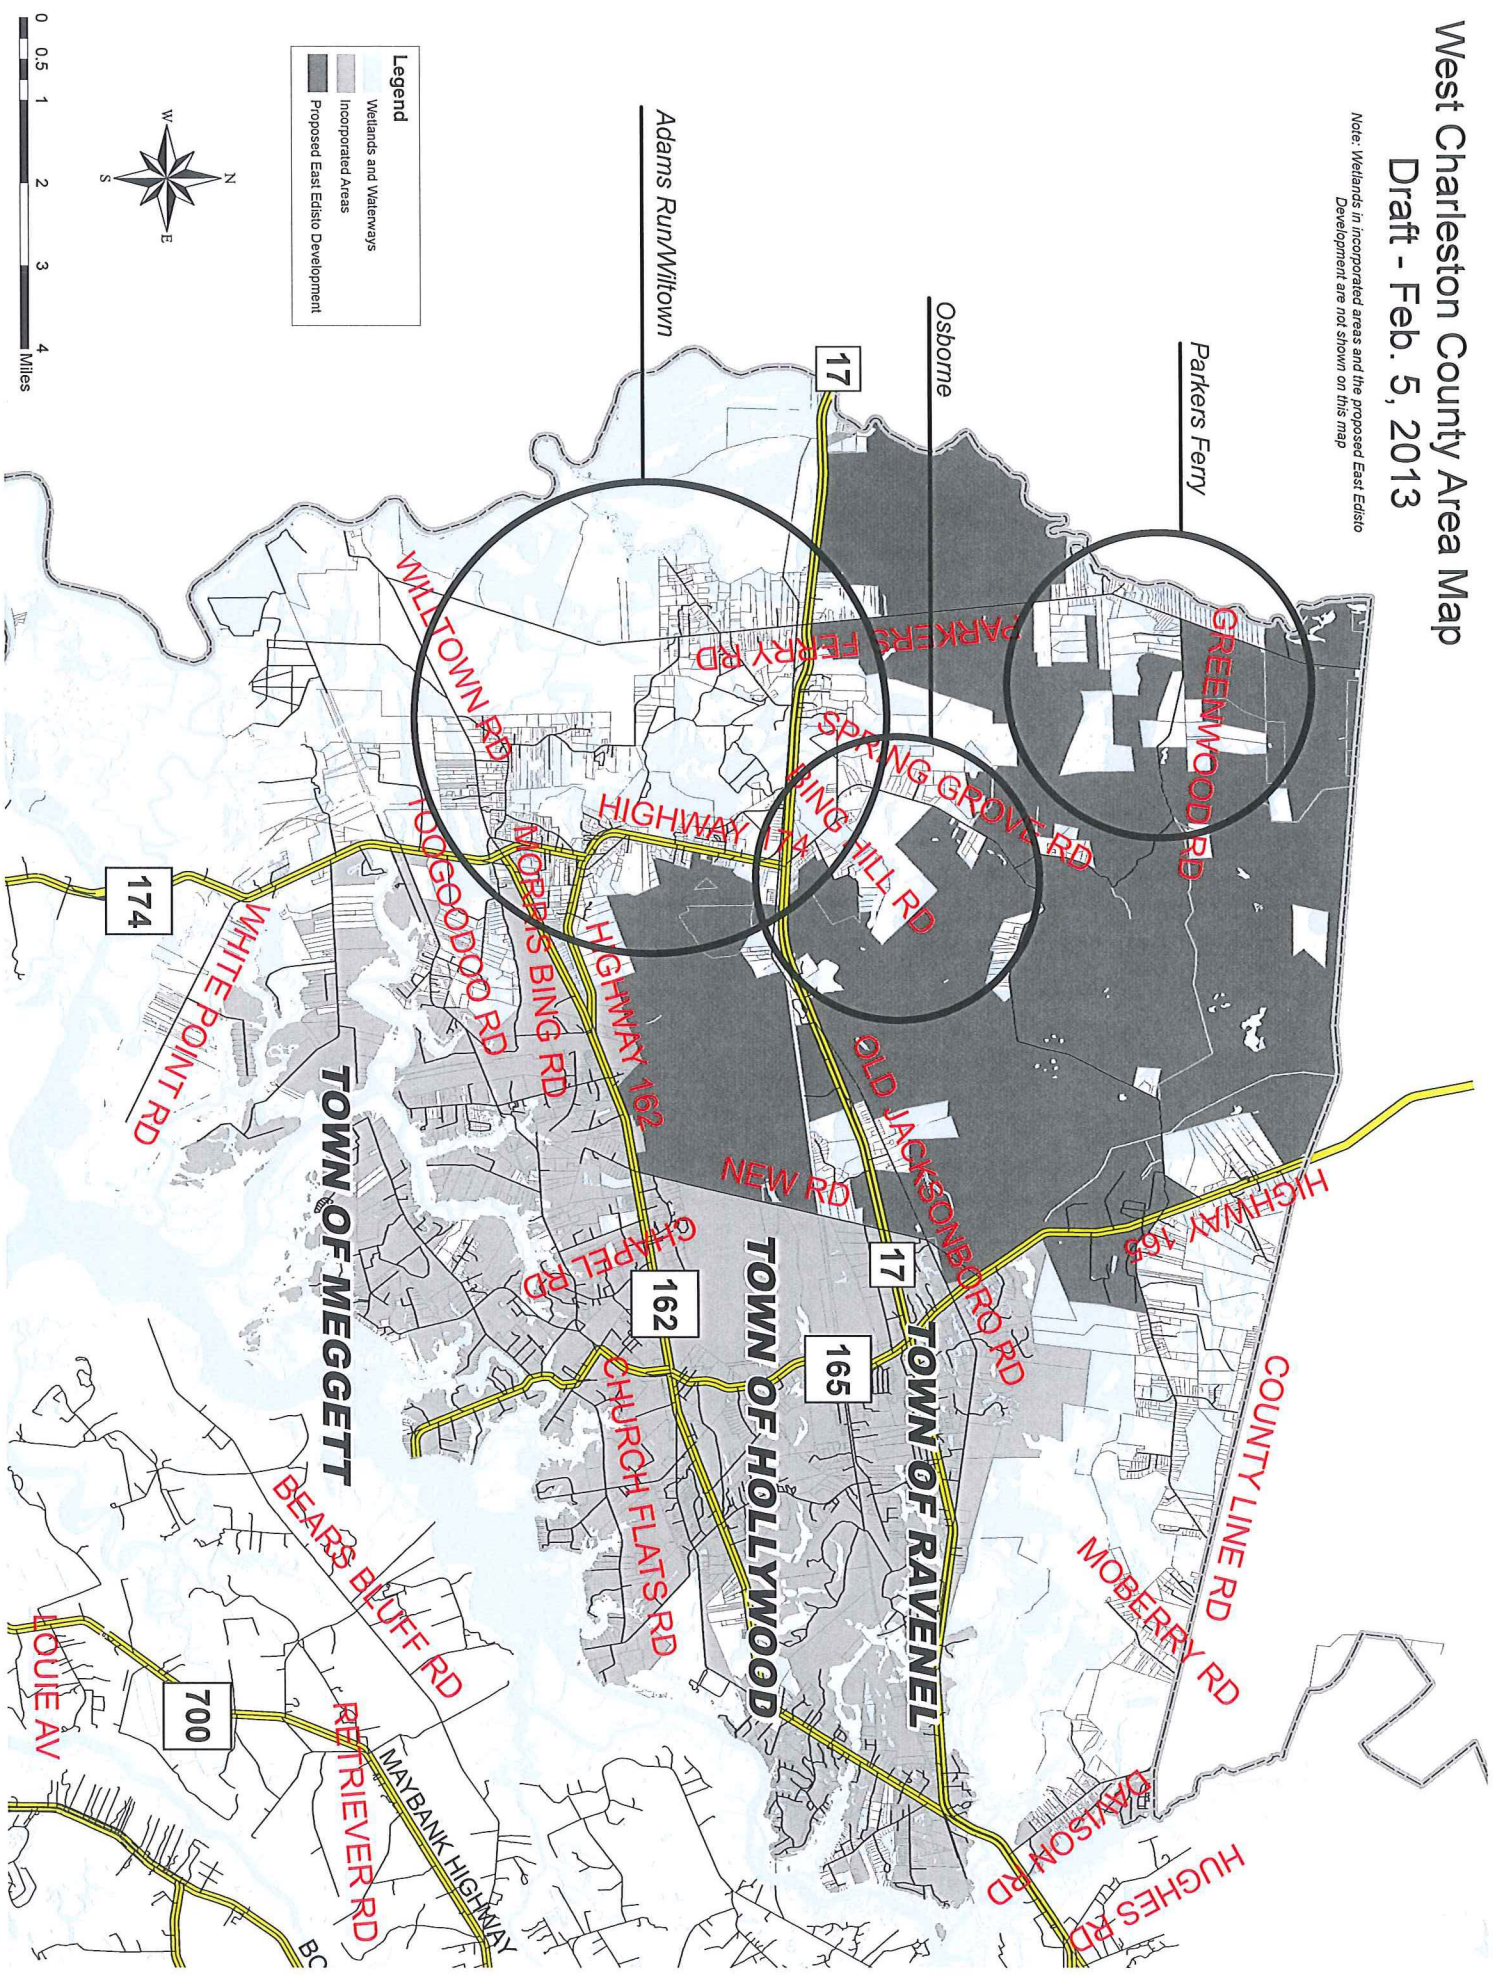 West Charleston County Area Map
Draft - Feb. 5, 2013
Note: Wetlands in incorporated areas and the proposed East Edisto
Development are not shown on this map
Parkers Ferry
Osborne
Adams Run/Wiltown
Legend
Wetlands and Waterways
Incorporated Areas
Proposed East Edisto Development
N
W
E
S
0 0.5 1 2 3 4
Miles
17
GREENWOOD RD
PARKERS FERRY RD
SPRING GROVE RD
BING HILL RD
WILLTOWN RD
HIGHWAY 174
TOOGOODOO RD
MORRIS BING RD
HIGHWAY 162
174
WHITE POINT RD
OLD JACKSONBORO RD
NEW RD
HIGHWAY 165
CHAPEL RD
17
162
165
TOWN OF MEGGETT
TOWN OF HOLLYWOOD
TOWN OF RAVENEL
COUNTY LINE RD
CHURCH FLATS RD
MOBERRY RD
BEARS BLUFF RD
LOUIE AV
700
RETRIEVER RD
MAYBANK HIGHWAY
DAVISON RD
HUGHES RD
BO